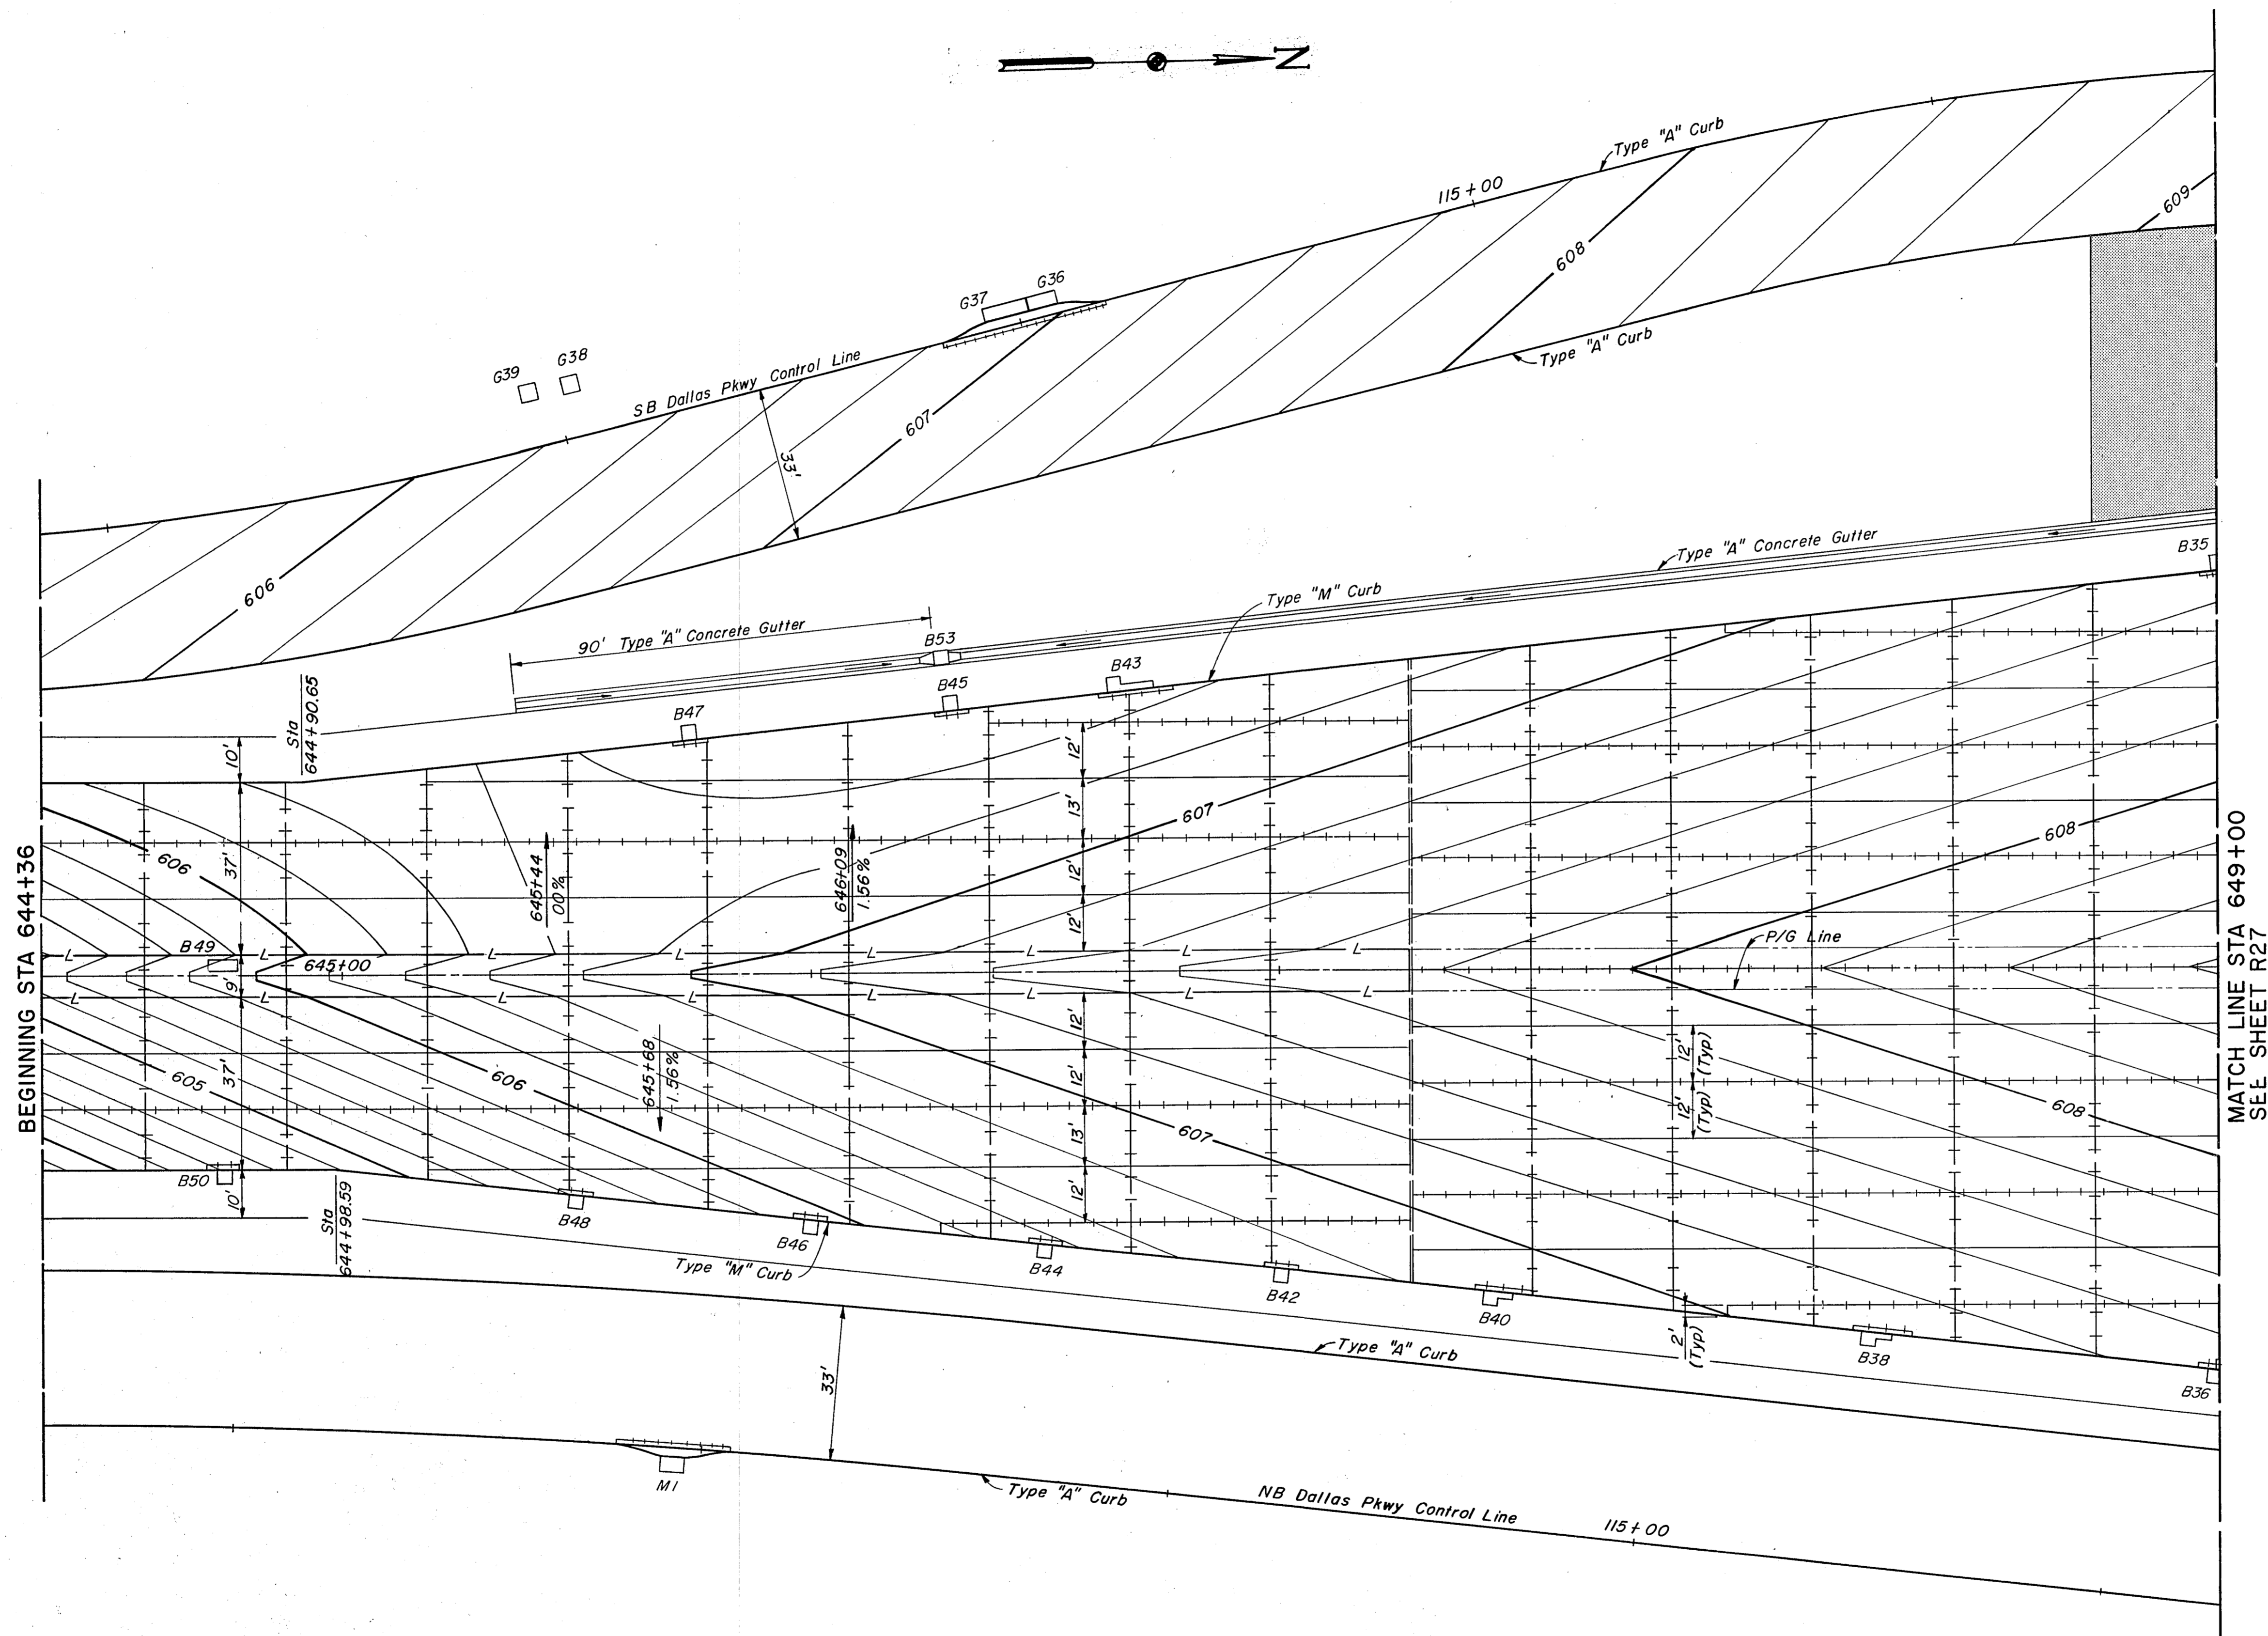 N
Type "A" Curb
115+00
609
608
G36
G37
Type "A" Curb
G38
G39
SB Dallas Pkwy Control Line
607
33'
606
Type "A" Concrete Gutter
B35
Type "M" Curb
90' Type "A" Concrete Gutter
B53
B43
B45
B47
Sta
644+90.65
10'
12'
13'
12'
12'
607
608
606
37'
645+44
00%
646+09
1.56%
B49
645+00
9'
L
L
L
L
L
L
L
L
P/G Line
L
L
L
L
L
L
L
L
BEGINNING STA 644+36
MATCH LINE STA 649+00
SEE SHEET R27
605
37'
606
645+68
1.56%
12'
12'
13'
12'
607
12'
(Typ)
12'
(Typ)
608
B50
10'
Sta
644+98.59
B48
B46
Type "M" Curb
B44
B42
B40
2'
(Typ)
B38
B36
Type "A" Curb
33'
M1
Type "A" Curb
NB Dallas Pkwy Control Line
115+00